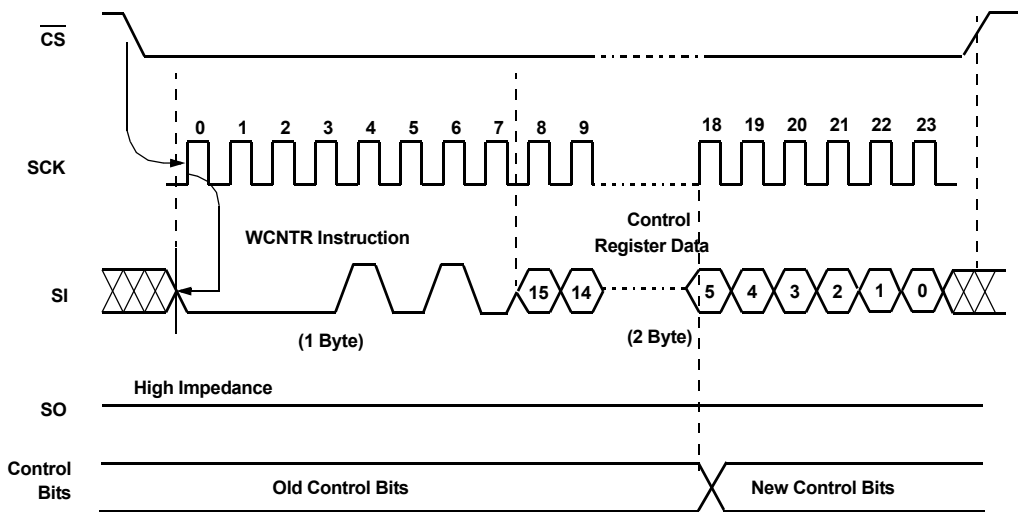 CS
SCK
0 1 2 3 4 5 6 7 8 9 18 19 20 21 22 23
WCNTR Instruction
Control
Register Data
SI
15 14 5 4 3 2 1 0
(1 Byte)
(2 Byte)
High Impedance
SO
Control
Bits
Old Control Bits
New Control Bits